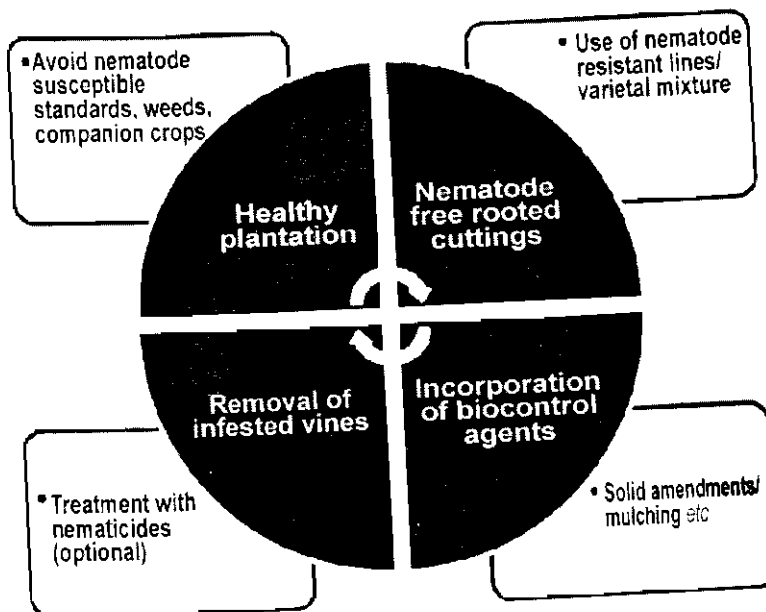 ▪Avoid nematode
susceptible
standards, weeds,
companion crops
▪ Use of nematode
resistant lines/
varietal mixture
Healthy
plantation
Nematode
free rooted
cuttings
Removal of
infested vines
Incorporation
of biocontrol
agents
▪ Treatment with
nematicides
(optional)
▪ Solid amendments/
mulching etc